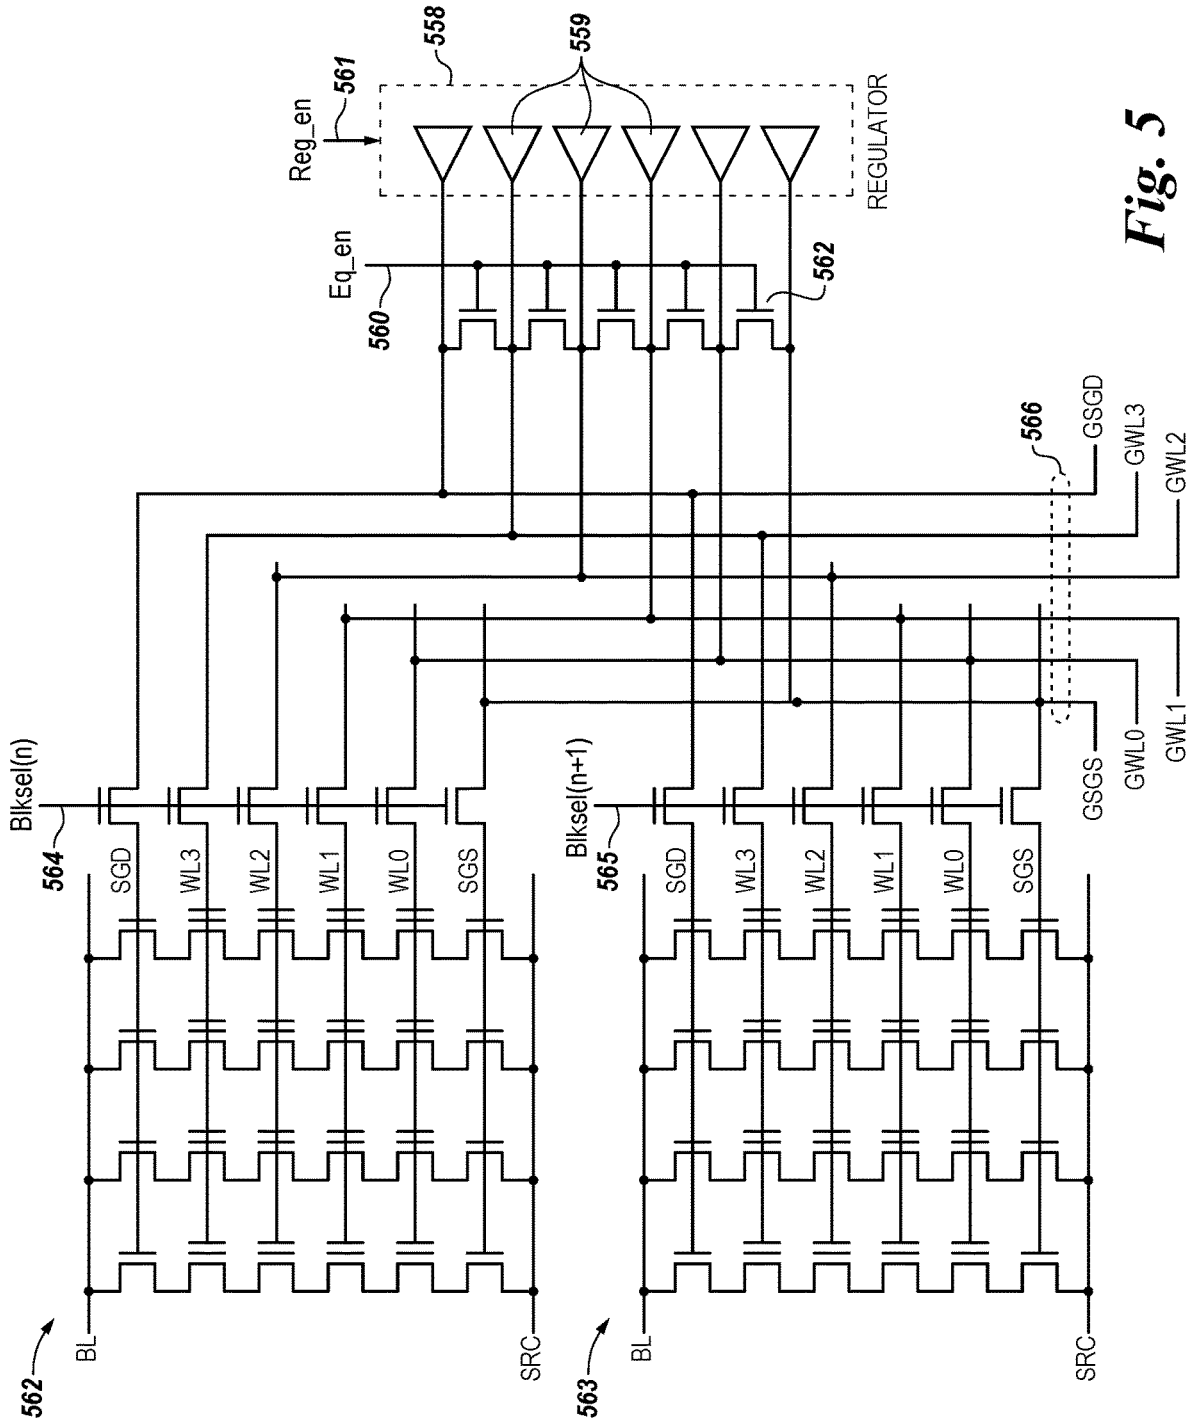 562
BL
SRC
564
Blksel(n)
SGD
WL3
WL2
WL1
WL0
SGS
563
BL
SRC
565
Blksel(n+1)
SGD
WL3
WL2
WL1
WL0
SGS
GSGS
GWL0
GWL1
566
GSGD
GWL3
GWL2
560
Eq_en
562
Reg_en
561
558
559
REGULATOR
Fig. 5